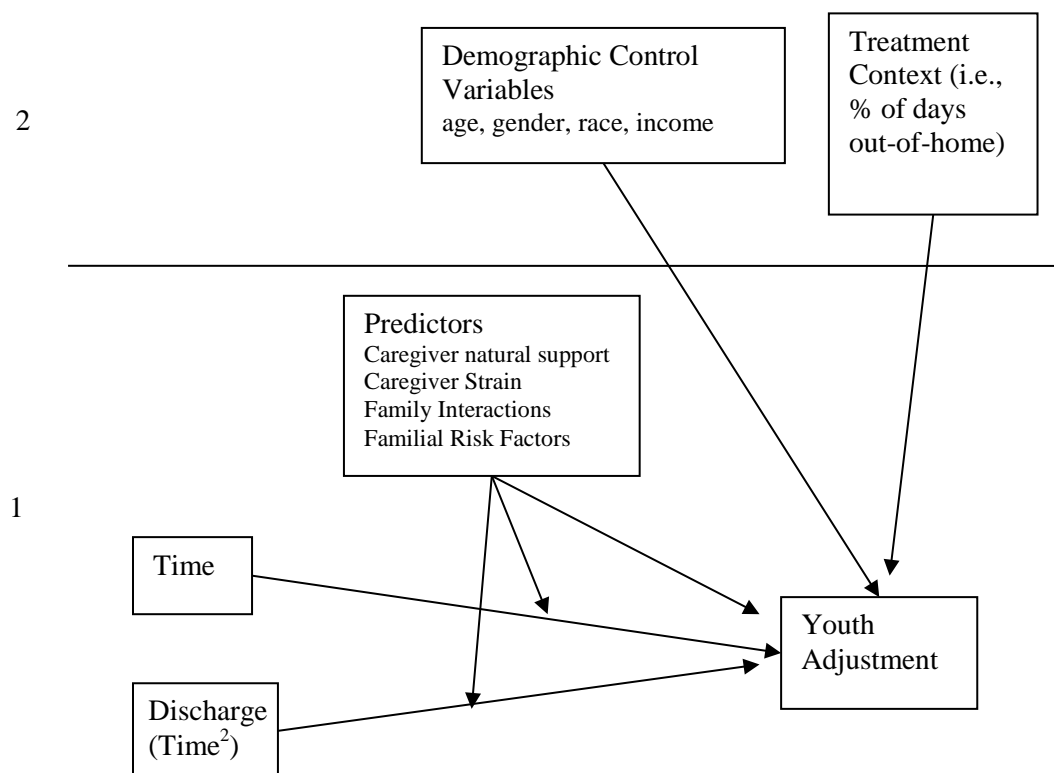 2
Demographic Control
Variables
age, gender, race, income
Treatment
Context (i.e.,
% of days
out-of-home)
1
Predictors
Caregiver natural support
Caregiver Strain
Family Interactions
Familial Risk Factors
Time
Discharge
(Time²)
Youth
Adjustment